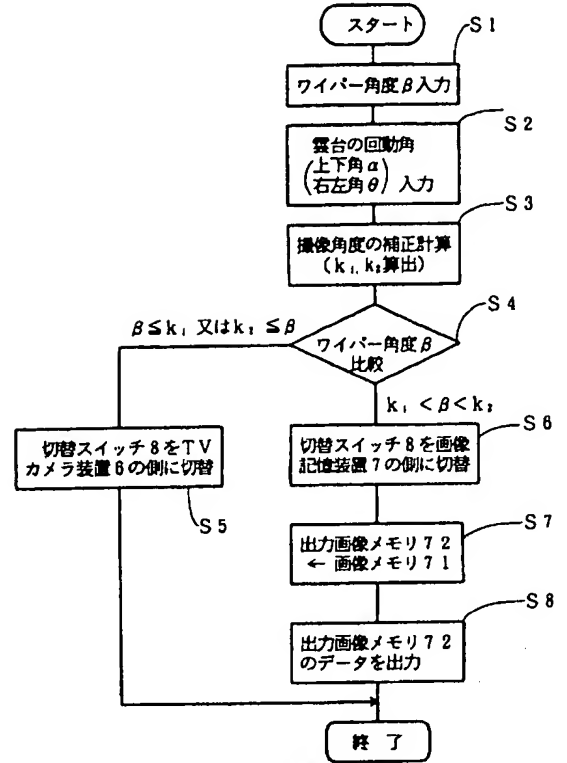 スタート
S1
ワイパー角度β入力
S2
雲台の回動角
(上下角α
右左角θ) 入力
S3
撮像角度の補正計算
(k₁, k₂算出)
S4
β≦k₁ 又はk₂ ≦β
ワイパー角度β
比較
k₁ <β<k₂
切替スイッチ8をTV
カメラ装置6の側に切替
S5
切替スイッチ8を画像
記憶装置7の側に切替
S6
出力画像メモリ72
← 画像メモリ71
S7
出力画像メモリ72
のデータを出力
S8
終了